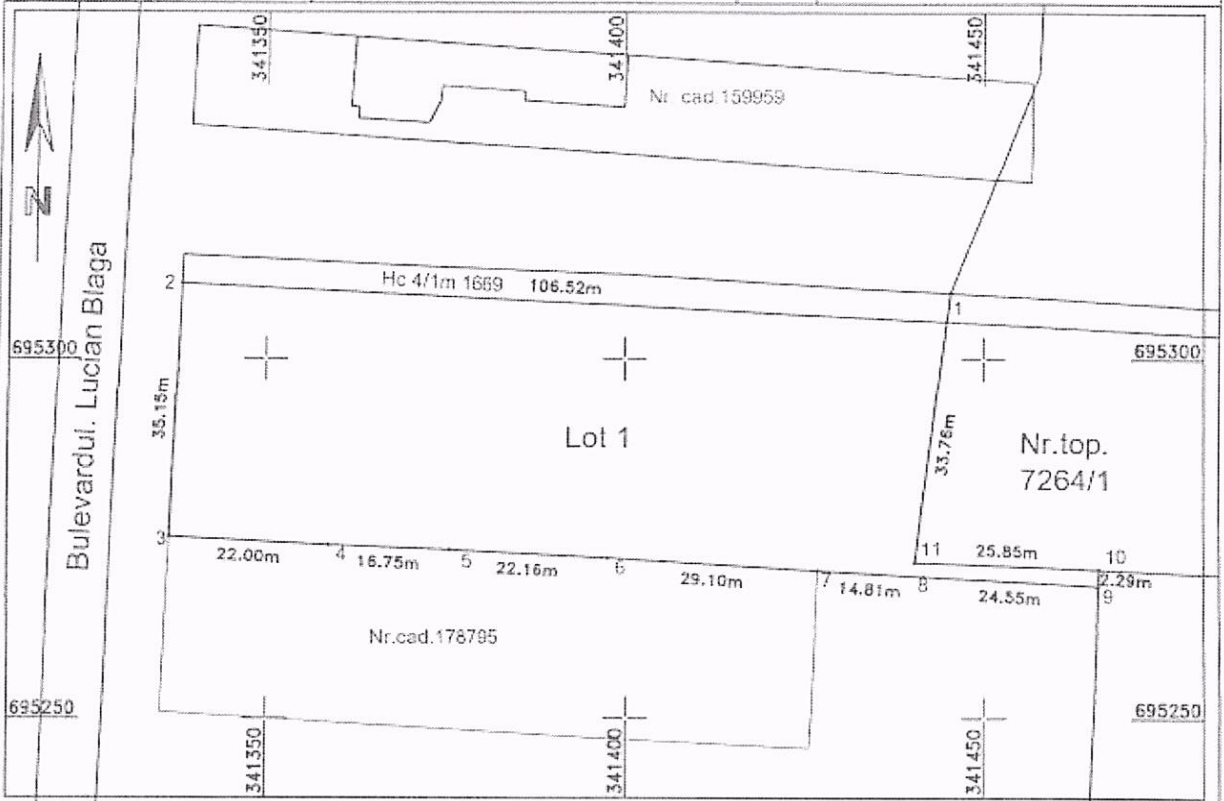 341350
341400
341450
Nr. cad.159959
N
Bulevardul. Lucian Blaga
2
Hc 4/1m 1669
106.52m
1
695300
695300
35.15m
Lot 1
33.76m
Nr.top.
7264/1
3
22.00m
4
16.75m
5
22.16m
6
29.10m
7
14.81m
8
11
25.85m
10
2.29m
24.55m
9
Nr.cad.178795
695250
695250
341350
341400
341450